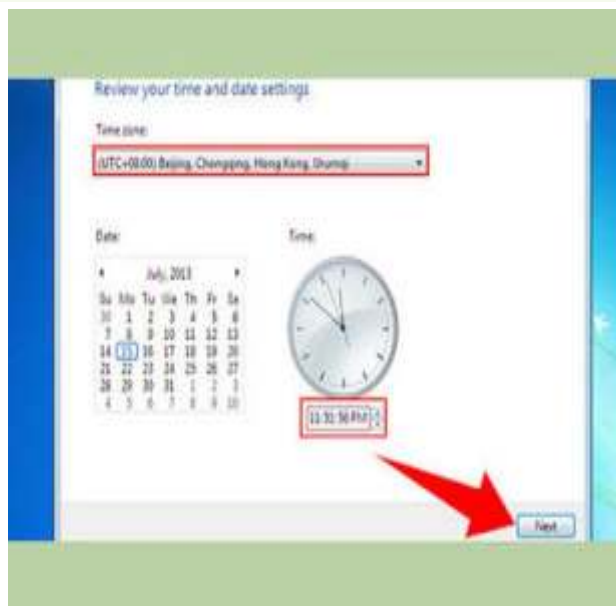 Review your time and date settings
Time zone:
(UTC+08:00) Beijing, Chongqing, Hong Kong, Urumqi
Date:
Time:
July, 2013
Su Mo Tu We Th Fr Sa
30 1 2 3 4 5 6
7 8 9 10 11 12 13
14 15 16 17 18 19 20
21 22 23 24 25 26 27
28 29 30 31 1 2 3
4 5 6 7 8 9 10
11:51:56 PM
Next